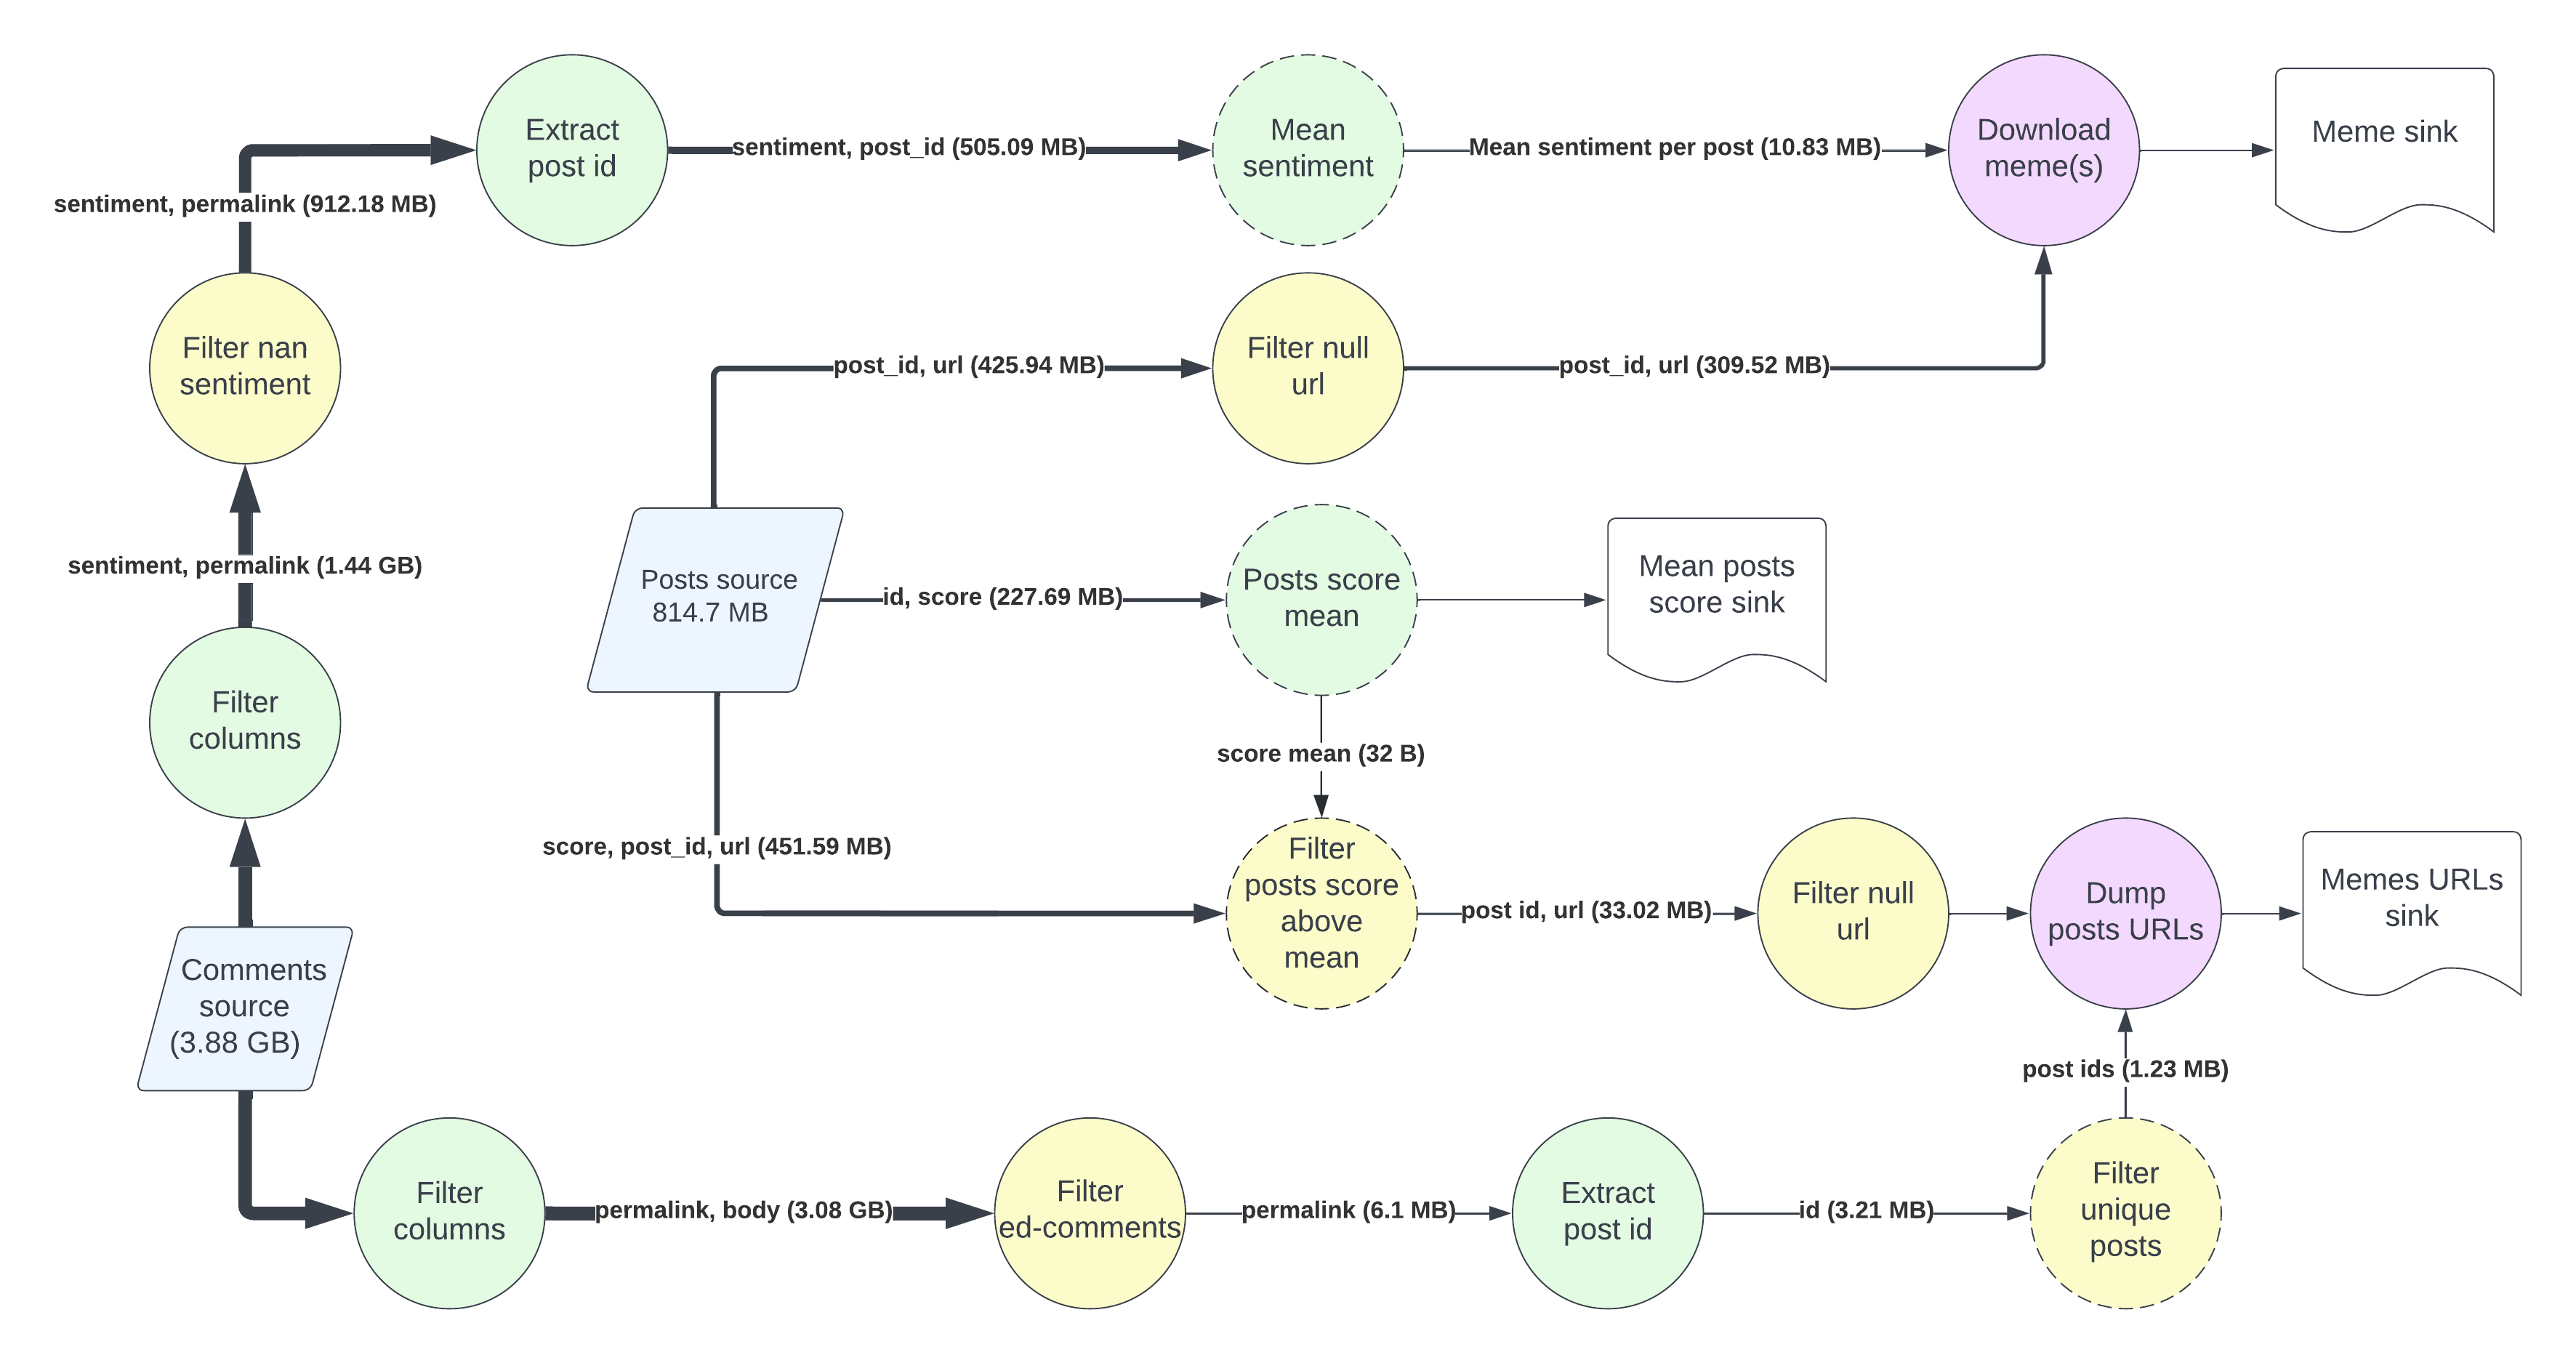 Extract
post id
sentiment, post_id (505.09 MB)
Mean
sentiment
Mean sentiment per post (10.83 MB)
Download
meme(s)
Meme sink
sentiment, permalink (912.18 MB)
Filter nan
sentiment
post_id, url (425.94 MB)
Filter null
url
post_id, url (309.52 MB)
sentiment, permalink (1.44 GB)
Posts source
814.7 MB
id, score (227.69 MB)
Posts score
mean
Mean posts
score sink
Filter
columns
score mean (32 B)
score, post_id, url (451.59 MB)
Filter
posts score
above
mean
post id, url (33.02 MB)
Filter null
url
Dump
posts URLs
Memes URLs
sink
Comments
source
(3.88 GB)
post ids (1.23 MB)
Filter
columns
permalink, body (3.08 GB)
Filter
ed-comments
permalink (6.1 MB)
Extract
post id
id (3.21 MB)
Filter
unique
posts